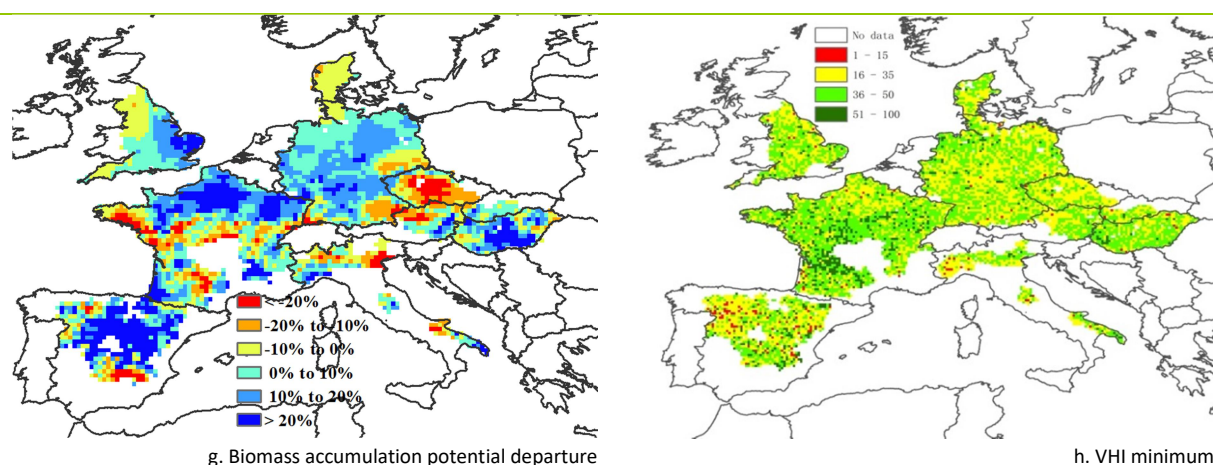 < -20%
-20% to -10%
-10% to 0%
0% to 10%
10% to 20%
> 20%
g. Biomass accumulation potential departure
No data
1 - 15
16 - 35
36 - 50
51 - 100
h. VHI minimum